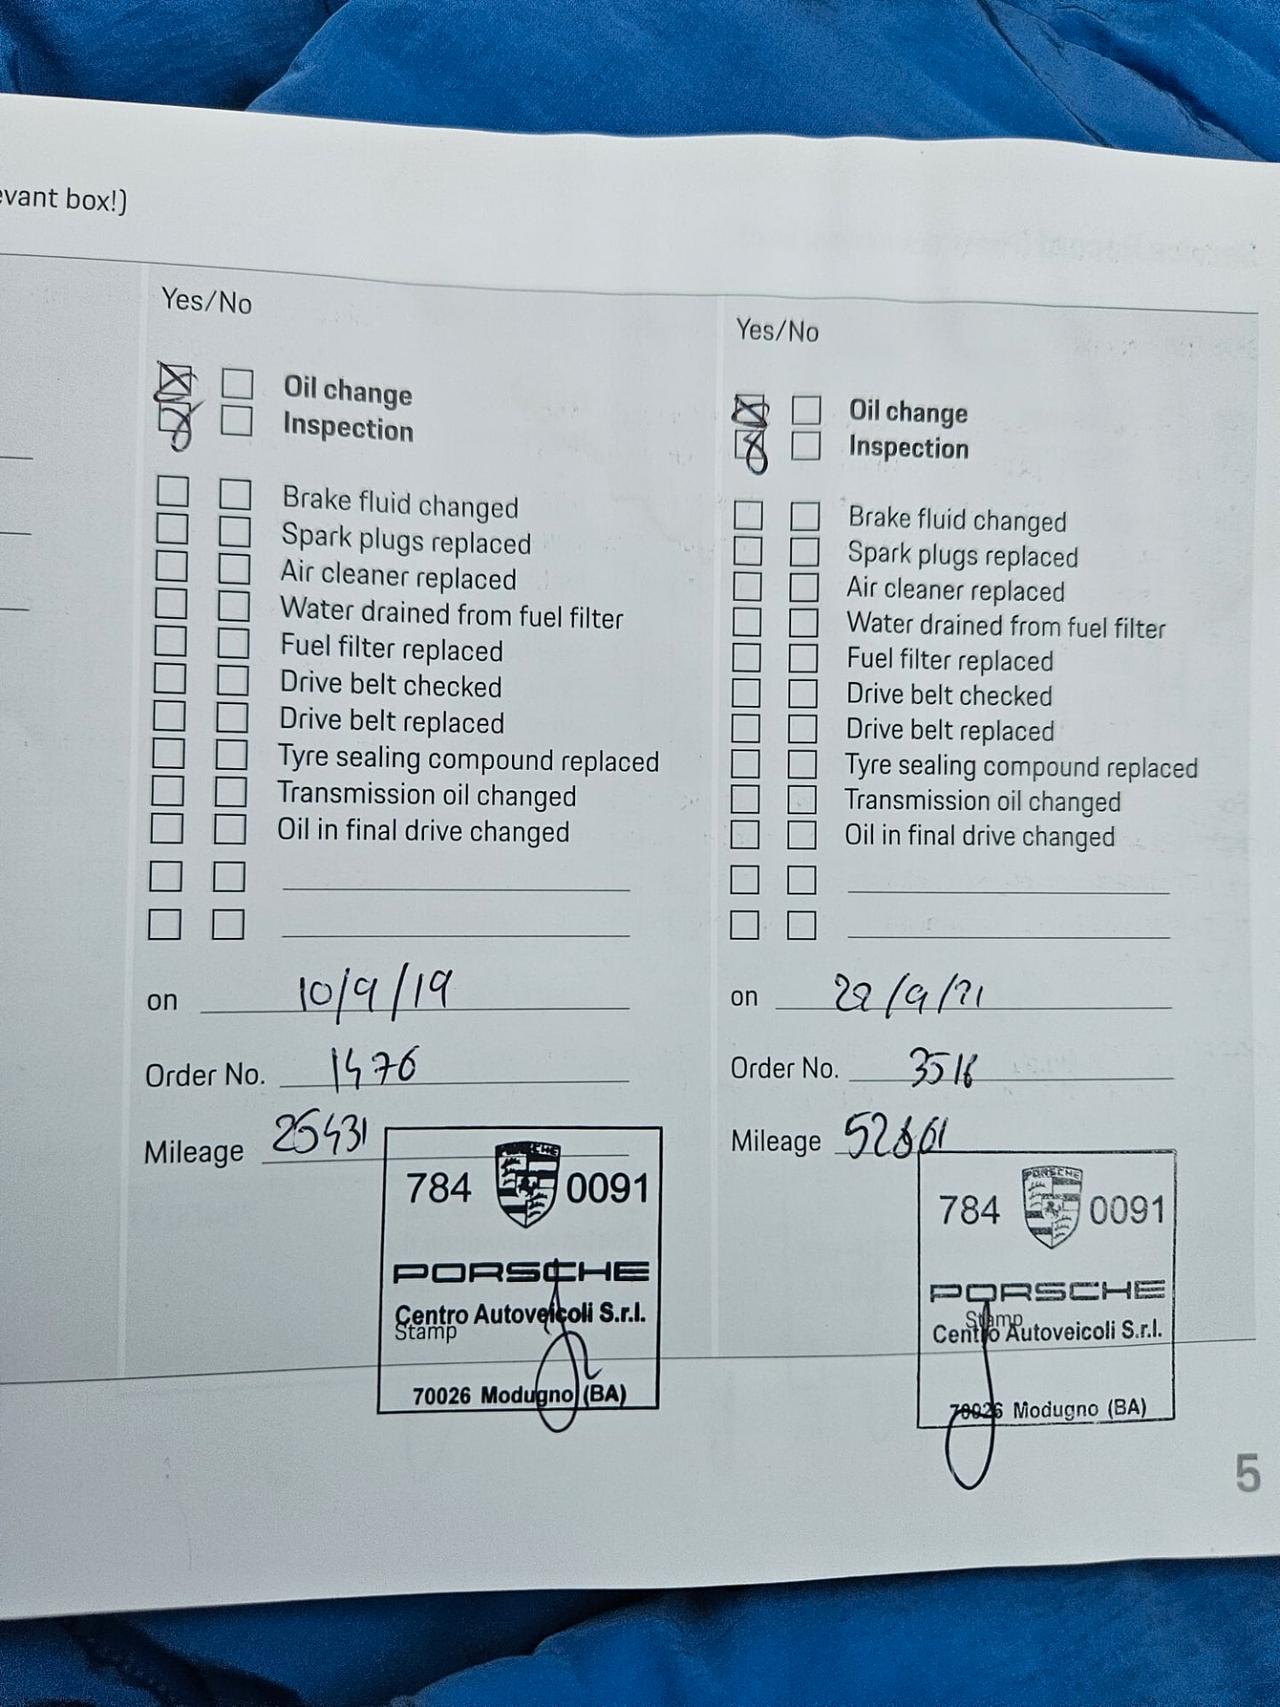 evant box!)
Yes/No
Oil change
Inspection
Brake fluid changed
Spark plugs replaced
Air cleaner replaced
Water drained from fuel filter
Fuel filter replaced
Drive belt checked
Drive belt replaced
Tyre sealing compound replaced
Transmission oil changed
Oil in final drive changed
on 10/9/19
Order No. 1476
Mileage 25431
784 PORSCHE 0091
PORSCHE
Centro Autoveicoli S.r.l.
Stamp
70026 Modugno (BA)
Yes/No
Oil change
Inspection
Brake fluid changed
Spark plugs replaced
Air cleaner replaced
Water drained from fuel filter
Fuel filter replaced
Drive belt checked
Drive belt replaced
Tyre sealing compound replaced
Transmission oil changed
Oil in final drive changed
on 22/9/21
Order No. 3516
Mileage
784 PORSCHE 0091
PORSCHE
Stamp
Centro Autoveicoli S.r.l.
70026 Modugno (BA)
5